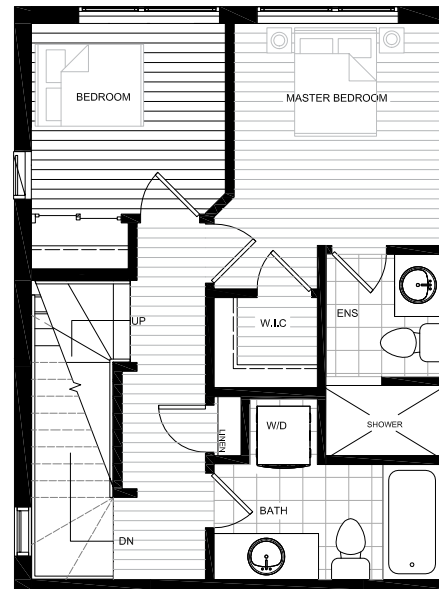 BEDROOM
MASTER BEDROOM
UP
W.I.C
ENS
LINEN
W/D
SHOWER
BATH
DN